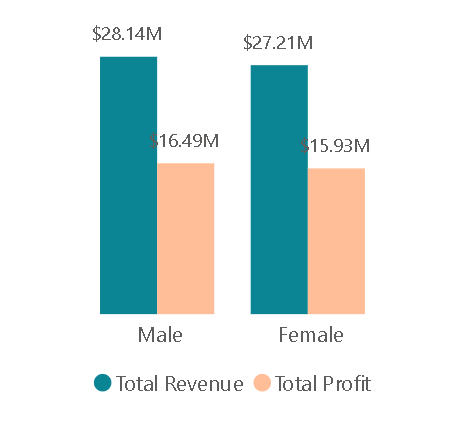 $28.14M
$27.21M
$16.49M
$15.93M
Male
Female
Total Revenue
Total Profit